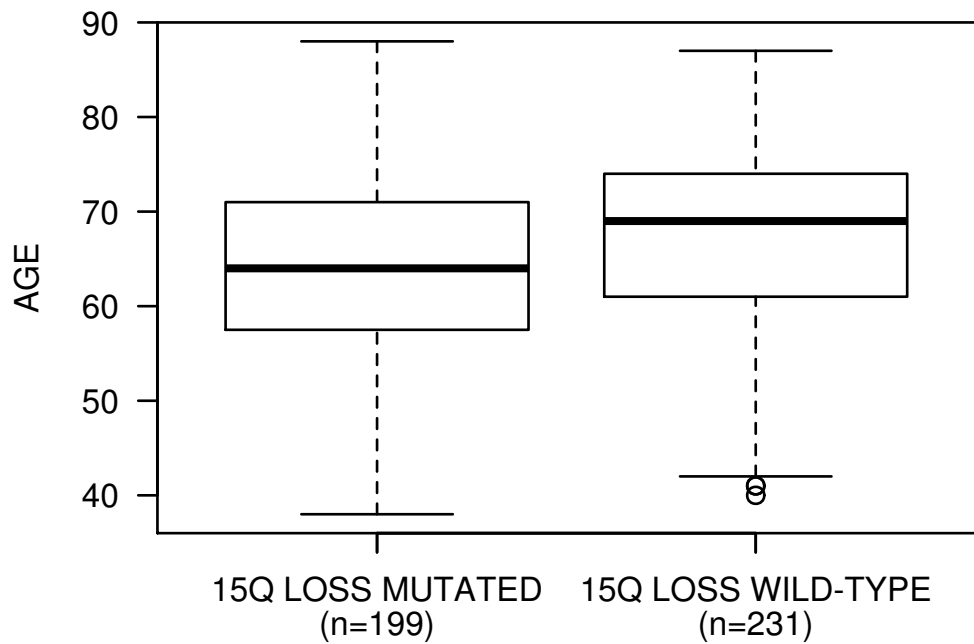 90
80
70
60
50
40
AGE
15Q LOSS MUTATED
(n=199)
15Q LOSS WILD-TYPE
(n=231)